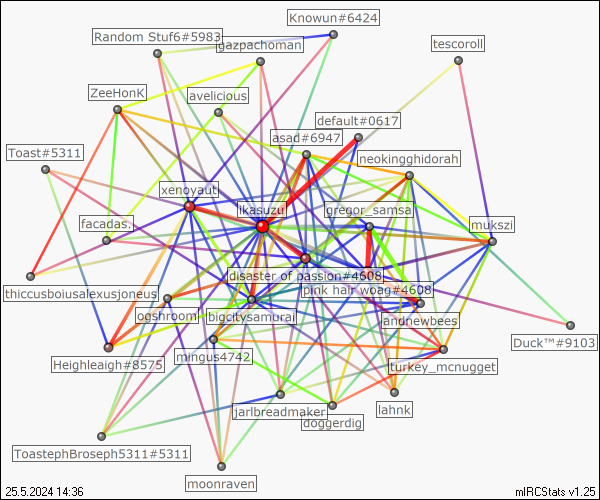 Knowun#6424
Random Stuf6#5983
gazpachoman
tescoroll
ZeeHonK
avelicious
default#0617
asad#6947
Toast#5311
neokingghidorah
xenoyaut
ikasuzu
gregor_samsa
facadas.
mukszi
disaster of passion#4608
thiccusboiusalexusjoneus
pink hair woag#4608
ogshrooml
bigcitysamurai
andnewbees
Duck™#9103
Heighleigh#8575
mingus4742
turkey_mcnugget
jarlbreadmaker
lahnk
doggerdig
ToastephBroseph5311#5311
moonraven
25.5.2024 14:36
mIRCStats v1.25